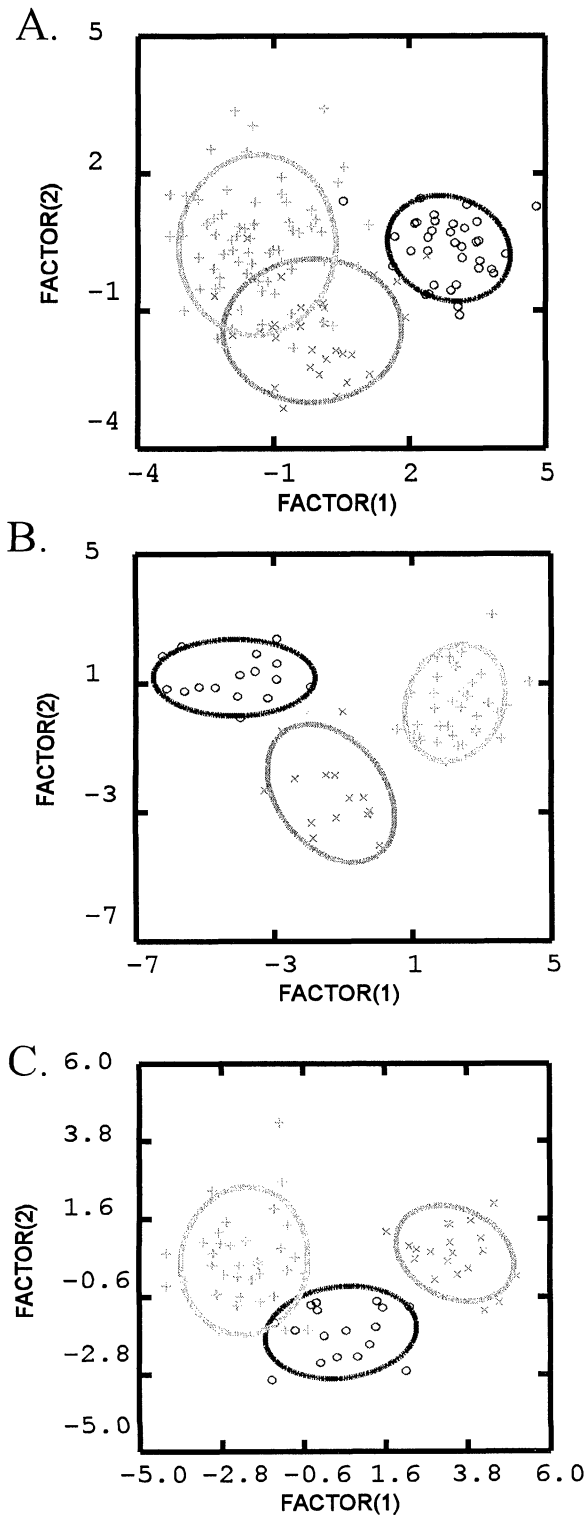 A.
5
2
-1
-4
FACTOR(2)
-4 -1 2 5
FACTOR(1)
B.
5
1
-3
-7
FACTOR(2)
-7 -3 1 5
FACTOR(1)
C.
6.0
3.8
1.6
-0.6
-2.8
-5.0
FACTOR(2)
-5.0 -2.8 -0.6 1.6 3.8 6.0
FACTOR(1)